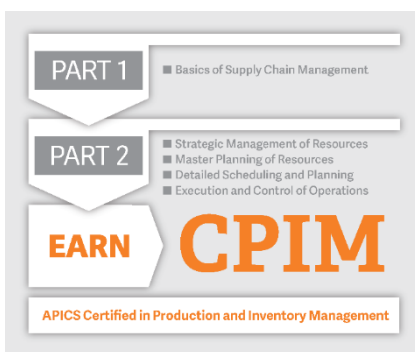 PART 1
Basics of Supply Chain Management
PART 2
Strategic Management of Resources
Master Planning of Resources
Detailed Scheduling and Planning
Execution and Control of Operations
EARN
CPIM
APICS Certified in Production and Inventory Management